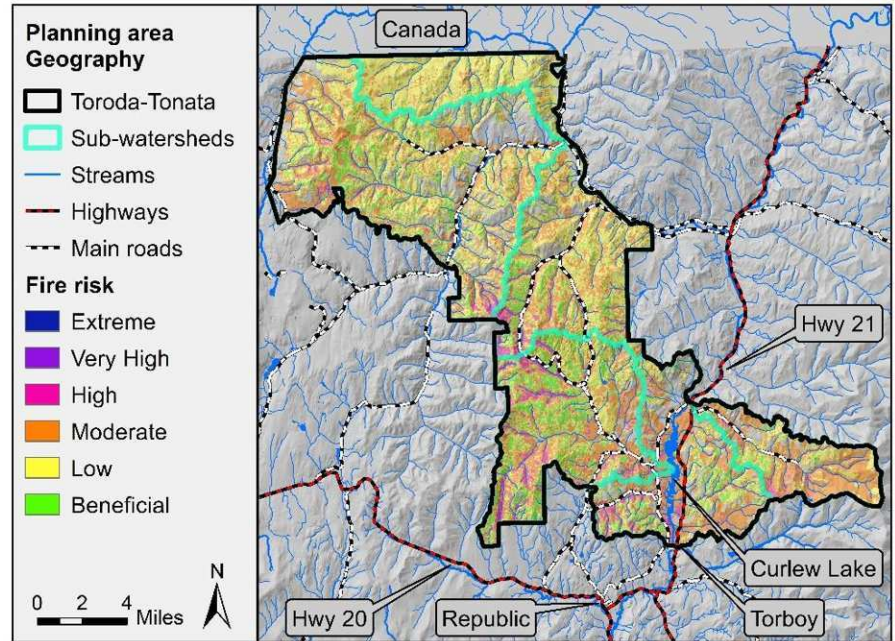 Planning area
Geography
Toroda-Tonata
Sub-watersheds
Streams
Highways
Main roads
Fire risk
Extreme
Very High
High
Moderate
Low
Beneficial
N
0 2 4
Miles
Canada
Hwy 21
Curlew Lake
Hwy 20
Republic
Torboy